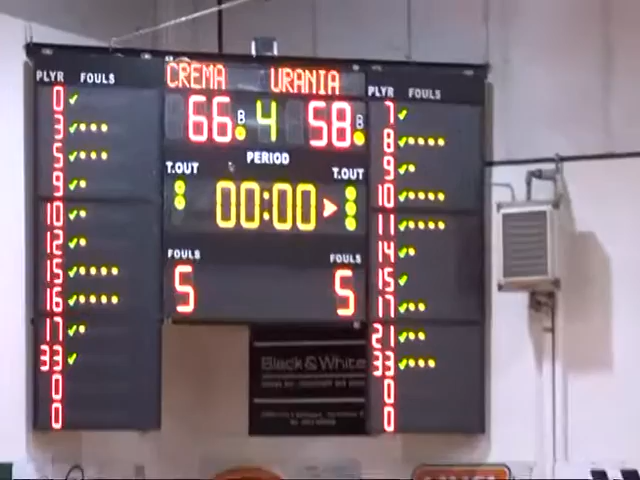 CREMA URANIA
PLYR FOULS
PLYR FOULS
66 B 4 58 B
PERIOD
T.OUT
T.OUT
00:00
FOULS
FOULS
5
5
0
3
5
9
10
12
15
16
17
33
0
0
7
8
9
10
11
14
15
17
21
33
0
0
Black&White